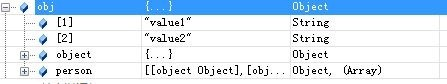 obj {...} Object
[1] "value1" String
[2] "value2" String
object {...} Object
person [[object Object],[obj... Object, (Array)